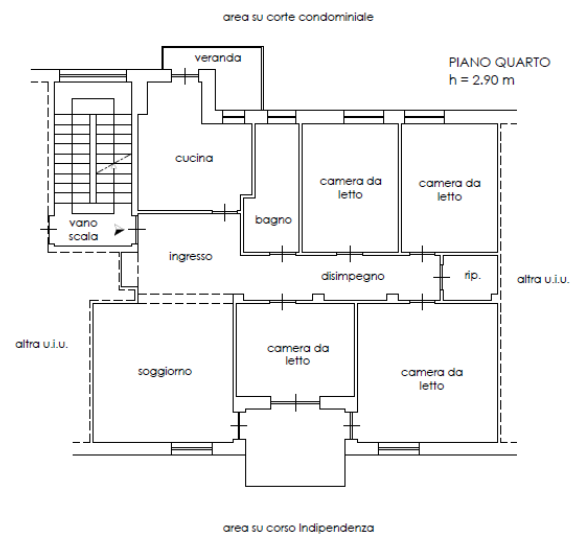 area su corte condominiale
veranda
PIANO QUARTO
h = 2.90 m
cucina
camera da
letto
camera da
letto
bagno
vano
scala
ingresso
disimpegno
rip.
altra u.i.u.
altra u.i.u.
soggiorno
camera da
letto
camera da
letto
area su corso Indipendenza